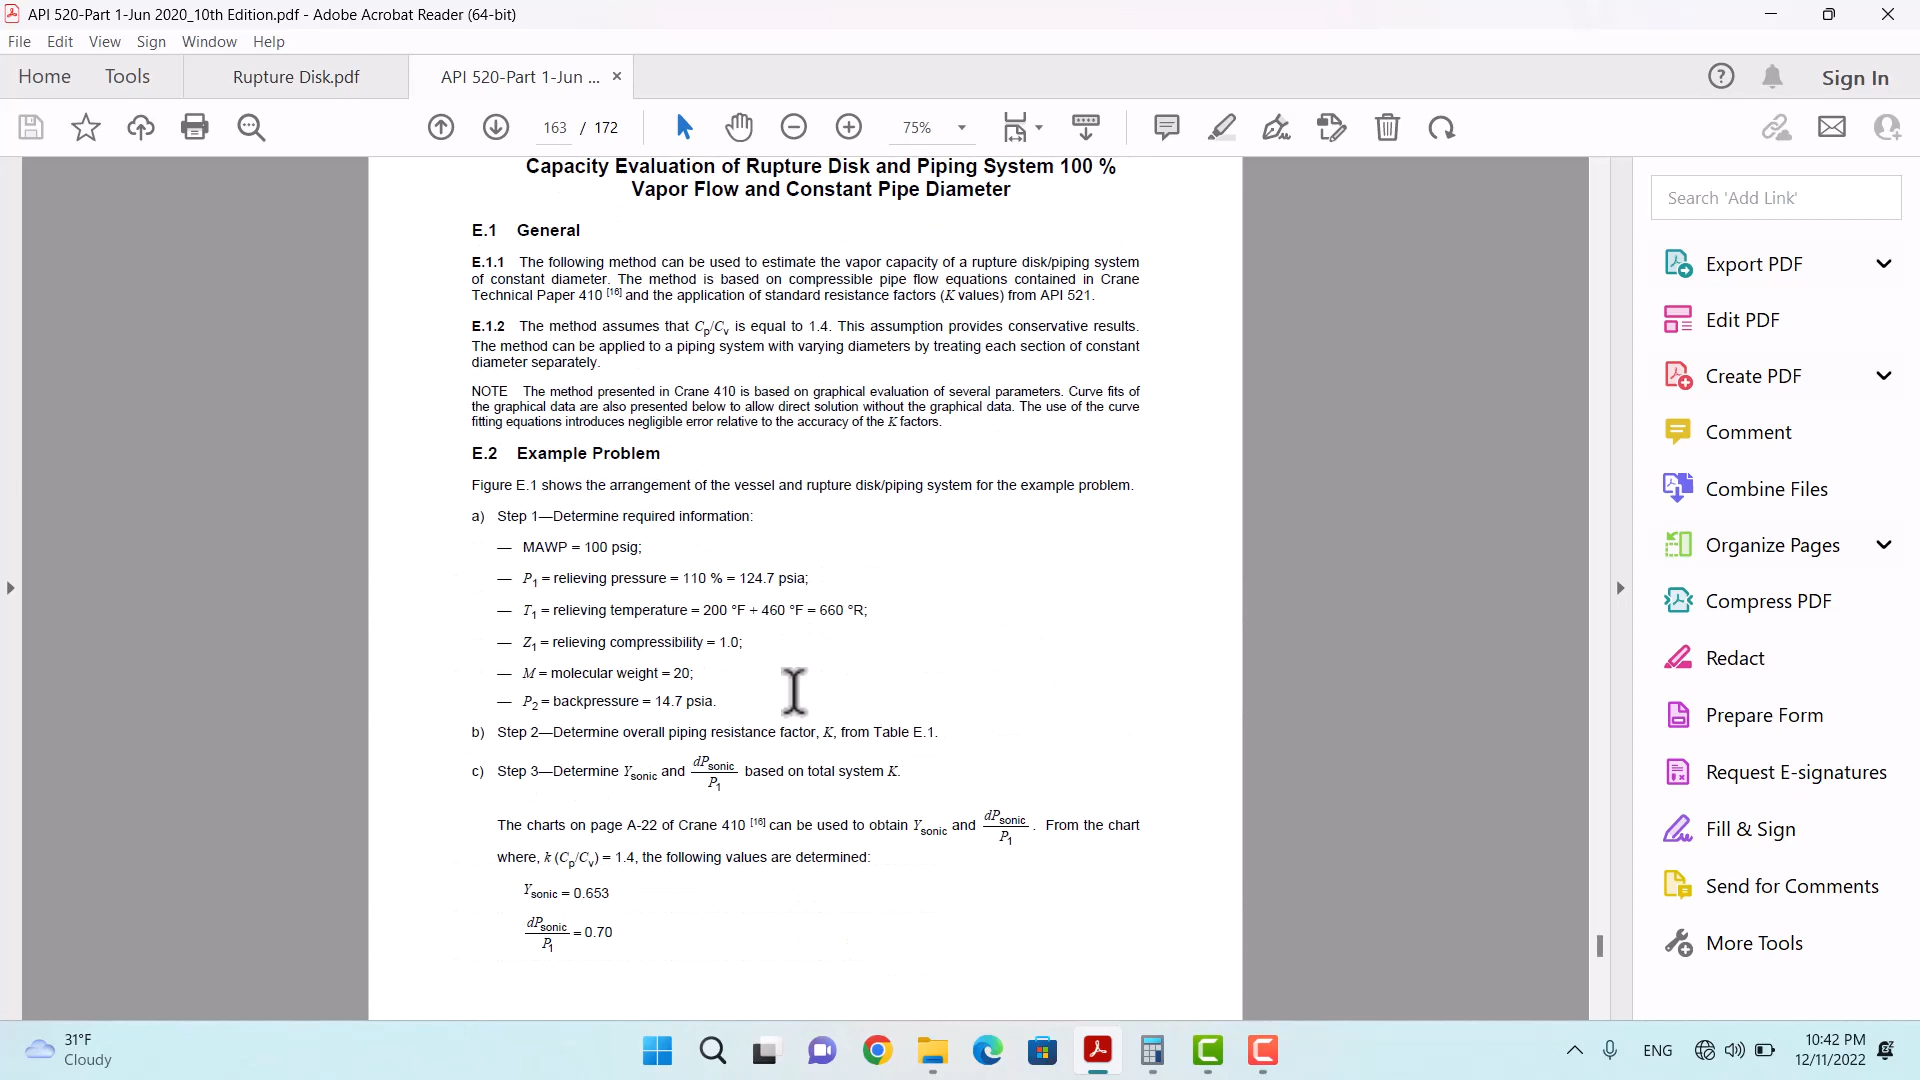 API 520-Part 1-Jun 2020_10th Edition.pdf - Adobe Acrobat Reader (64-bit)
File Edit View Sign Window Help
Home Tools Rupture Disk.pdf API 520-Part 1-Jun ... × Sign In
163 / 172 75%
Capacity Evaluation of Rupture Disk and Piping System 100 %
Vapor Flow and Constant Pipe Diameter
E.1 General
E.1.1 The following method can be used to estimate the vapor capacity of a rupture disk/piping system
of constant diameter. The method is based on compressible pipe flow equations contained in Crane
Technical Paper 410 [16] and the application of standard resistance factors (K values) from API 521.
E.1.2 The method assumes that Cp/Cv is equal to 1.4. This assumption provides conservative results.
The method can be applied to a piping system with varying diameters by treating each section of constant
diameter separately.
NOTE The method presented in Crane 410 is based on graphical evaluation of several parameters. Curve fits of
the graphical data are also presented below to allow direct solution without the graphical data. The use of the curve
fitting equations introduces negligible error relative to the accuracy of the K factors.
E.2 Example Problem
Figure E.1 shows the arrangement of the vessel and rupture disk/piping system for the example problem.
a) Step 1—Determine required information:
— MAWP = 100 psig;
— P1 = relieving pressure = 110 % = 124.7 psia;
— T1 = relieving temperature = 200 °F + 460 °F = 660 °R;
— Z1 = relieving compressibility = 1.0;
— M = molecular weight = 20;
— P2 = backpressure = 14.7 psia.
b) Step 2—Determine overall piping resistance factor, K, from Table E.1.
c) Step 3—Determine Ysonic and dPsonic/P1 based on total system K.
The charts on page A-22 of Crane 410 [16] can be used to obtain Ysonic and dPsonic/P1. From the chart
where, k (Cp/Cv) = 1.4, the following values are determined:
Ysonic = 0.653
dPsonic/P1 = 0.70
Search 'Add Link'
Export PDF
Edit PDF
Create PDF
Comment
Combine Files
Organize Pages
Compress PDF
Redact
Prepare Form
Request E-signatures
Fill & Sign
Send for Comments
More Tools
31°F
Cloudy
ENG
10:42 PM
12/11/2022